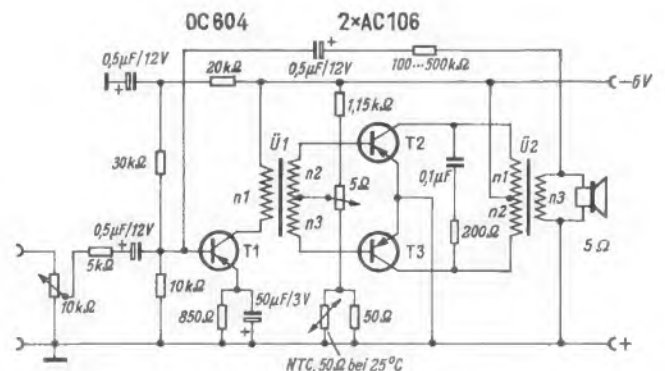 OC604 2×AC106
0,5µF/12V
+
0,5µF/12V
+
100...500kΩ
20kΩ
–6V
1,15kΩ
Ü1
T2
Ü2
30kΩ
n2
0,1µF
n1
n1
5Ω
n3
n2
n3
0,5µF/12V
+
5kΩ
T1
T3
200Ω
5Ω
10kΩ
10kΩ
850Ω
50µF/3V
+
50Ω
+
NTC, 50Ω bei 25°C